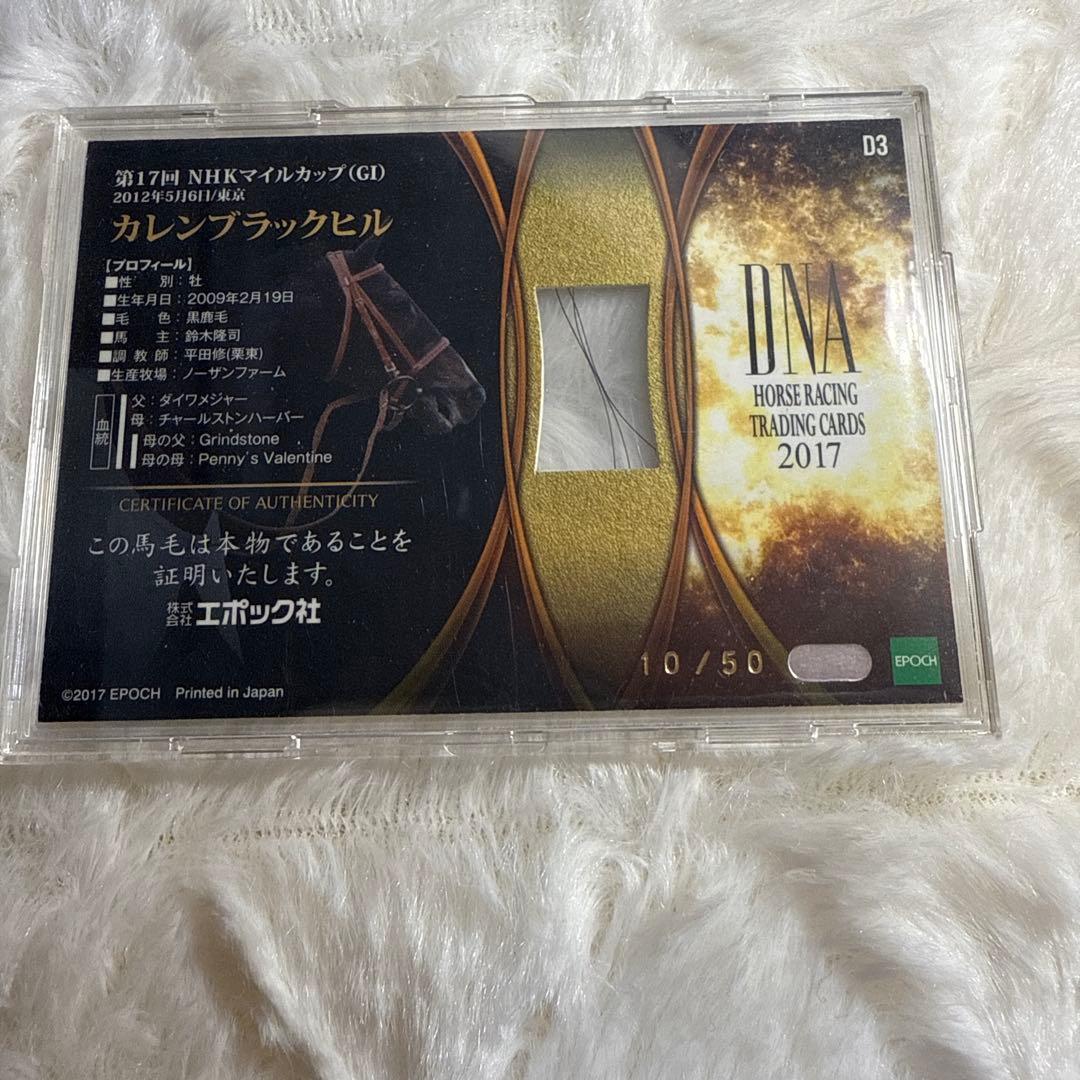 第17回 NHKマイルカップ(GI)
2012年5月6日/東京
カレンブラックヒル
【プロフィール】
■性　別：牡
■生年月日：2009年2月19日
■毛　色：黒鹿毛
■馬　主：鈴木隆司
■調 教 師：平田修(栗東)
■生産牧場：ノーザンファーム
血統
父：ダイワメジャー
母：チャールストンハーバー
母の父：Grindstone
母の母：Penny's Valentine
CERTIFICATE OF AUTHENTICITY
この馬毛は本物であることを
証明いたします。
株式会社 エポック社
©2017 EPOCH Printed in Japan
D3
DNA
HORSE RACING
TRADING CARDS
2017
10/50
EPOCH